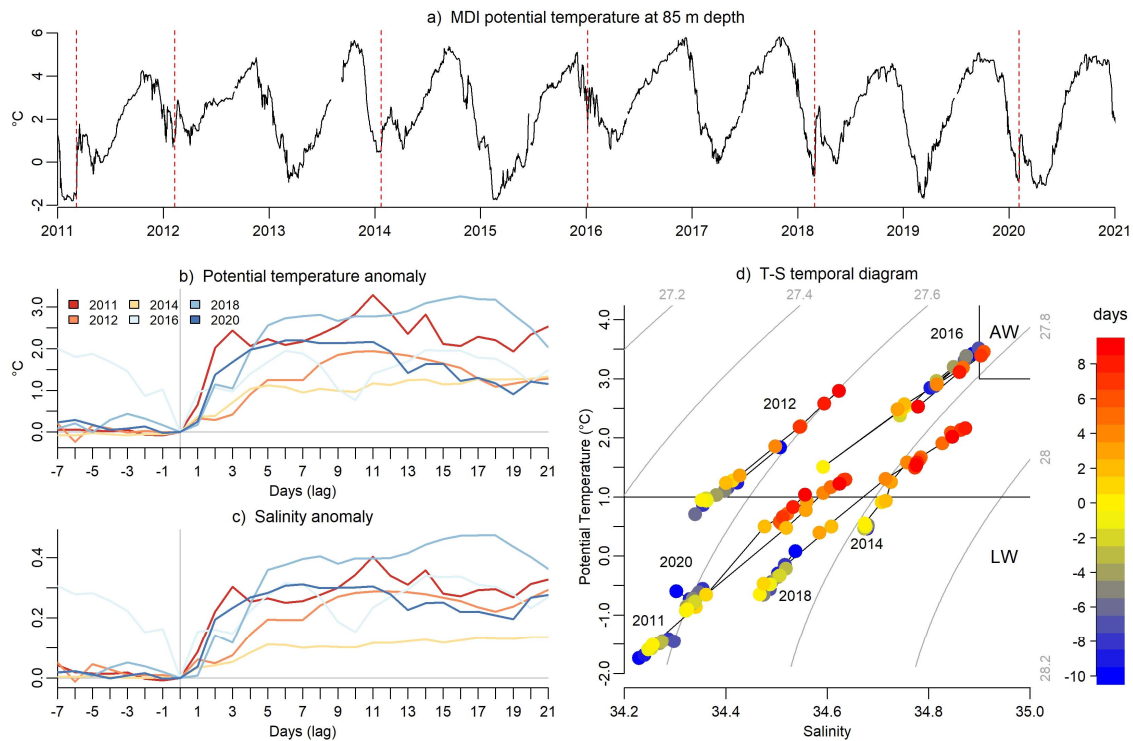 a) MDI potential temperature at 85 m depth
6
4
2
0
-2
°C
2011 2012 2013 2014 2015 2016 2017 2018 2019 2020 2021
b) Potential temperature anomaly
2011 2014 2018
2012 2016 2020
3.0
2.0
1.0
0.0
°C
-7 -5 -3 -1 1 3 5 7 9 11 13 15 17 19 21
Days (lag)
c) Salinity anomaly
0.4
0.2
0.0
-7 -5 -3 -1 1 3 5 7 9 11 13 15 17 19 21
Days (lag)
d) T-S temporal diagram
27.2 27.4 27.6
27.8
28
28.2
4.0
3.0
2.0
1.0
0.0
-1.0
-2.0
Potential Temperature (°C)
2016
AW
2012
2014
LW
2020
2018
2011
34.2 34.4 34.6 34.8 35.0
Salinity
days
8
6
4
2
0
-2
-4
-6
-8
-10